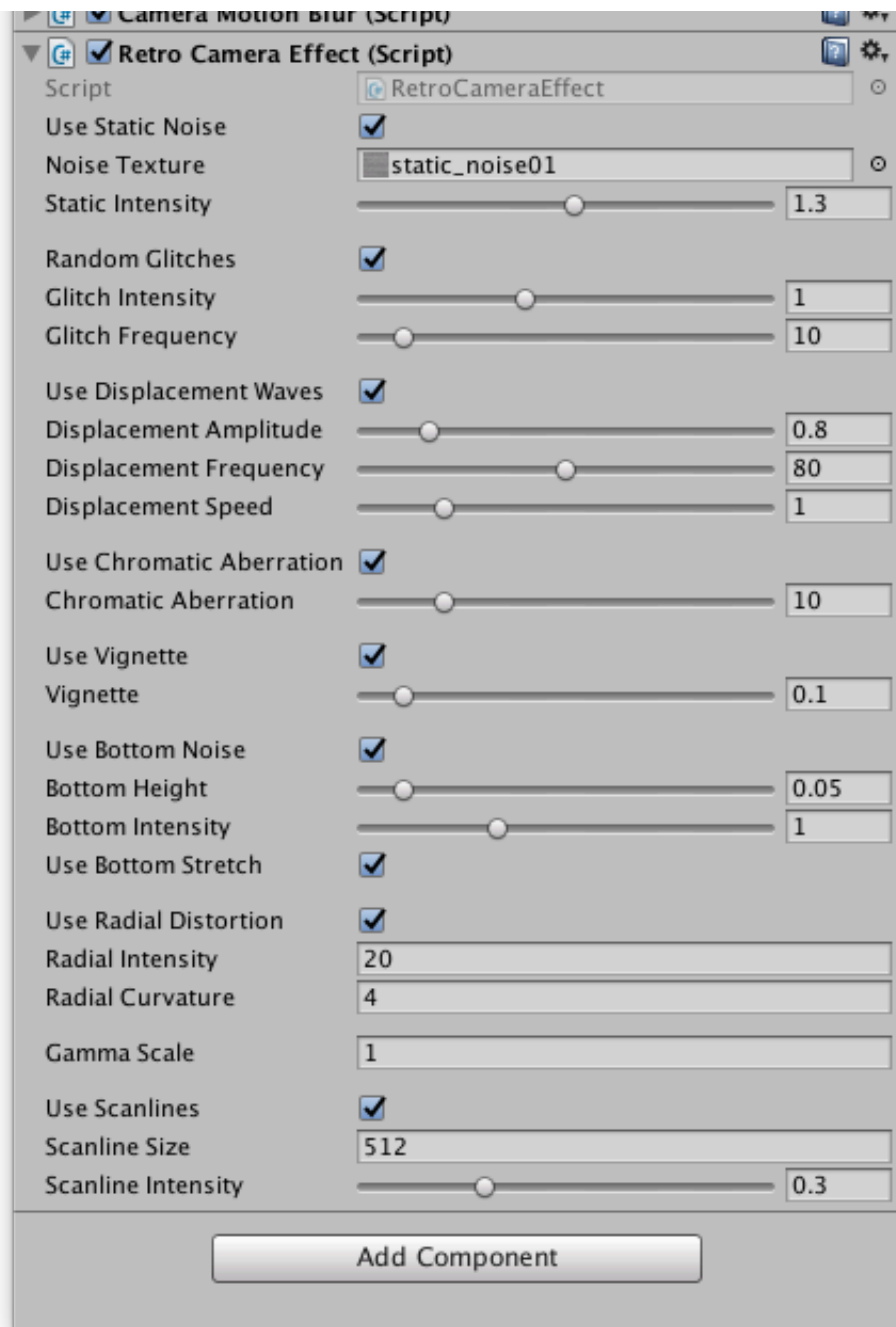 Camera Motion Blur (Script)
Retro Camera Effect (Script)
Script RetroCameraEffect
Use Static Noise
Noise Texture static_noise01
Static Intensity 1.3
Random Glitches
Glitch Intensity 1
Glitch Frequency 10
Use Displacement Waves
Displacement Amplitude 0.8
Displacement Frequency 80
Displacement Speed 1
Use Chromatic Aberration
Chromatic Aberration 10
Use Vignette
Vignette 0.1
Use Bottom Noise
Bottom Height 0.05
Bottom Intensity 1
Use Bottom Stretch
Use Radial Distortion
Radial Intensity 20
Radial Curvature 4
Gamma Scale 1
Use Scanlines
Scanline Size 512
Scanline Intensity 0.3
Add Component